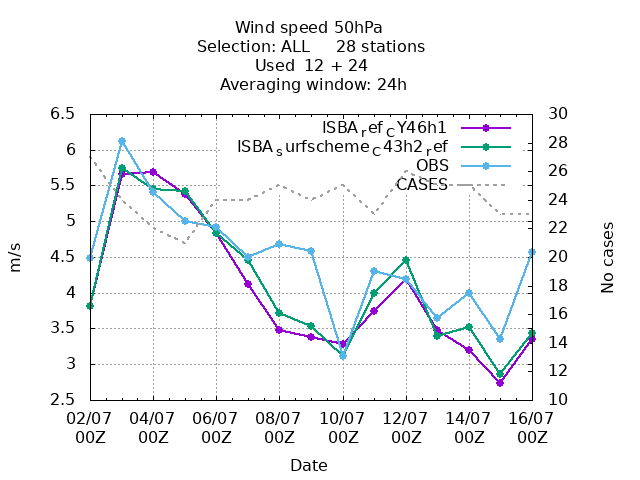 Wind speed 50hPa
Selection: ALL     28 stations
Used  12 + 24
Averaging window: 24h
ISBA_ref_CY46h1
ISBA_surfscheme_C43h2_ref
OBS
CASES
6.5
6
5.5
5
4.5
4
3.5
3
2.5
m/s
30
28
26
24
22
20
18
16
14
12
10
No cases
02/07 04/07 06/07 08/07 10/07 12/07 14/07 16/07
00Z 00Z 00Z 00Z 00Z 00Z 00Z 00Z
Date